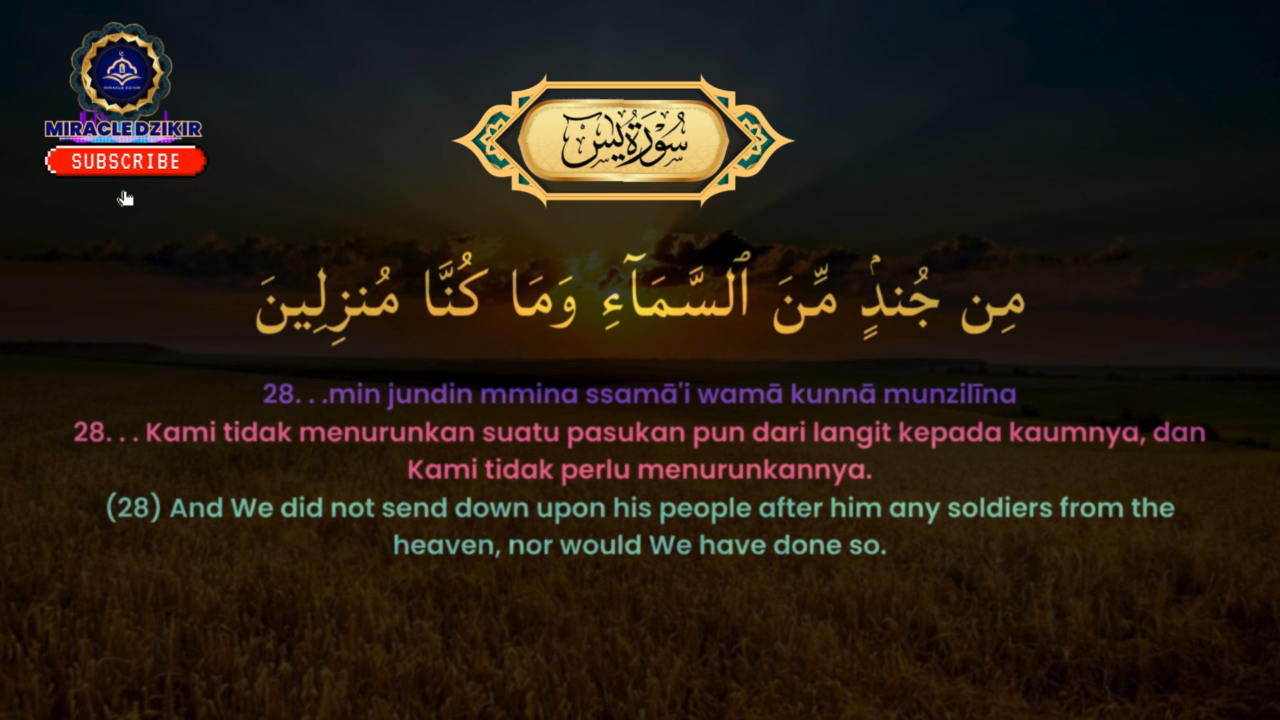 MIRACLE DZIKIR
MIRACLE DZIKIR
SUBSCRIBE
سُوْرَةُ يٰسٓ
مِن جُندٍۢ مِّنَ ٱلسَّمَآءِ وَمَا كُنَّا مُنزِلِينَ
28. . .min jundin mmina ssamā'i wamā kunnā munzilīna
28. . . Kami tidak menurunkan suatu pasukan pun dari langit kepada kaumnya, dan
Kami tidak perlu menurunkannya.
(28) And We did not send down upon his people after him any soldiers from the
heaven, nor would We have done so.